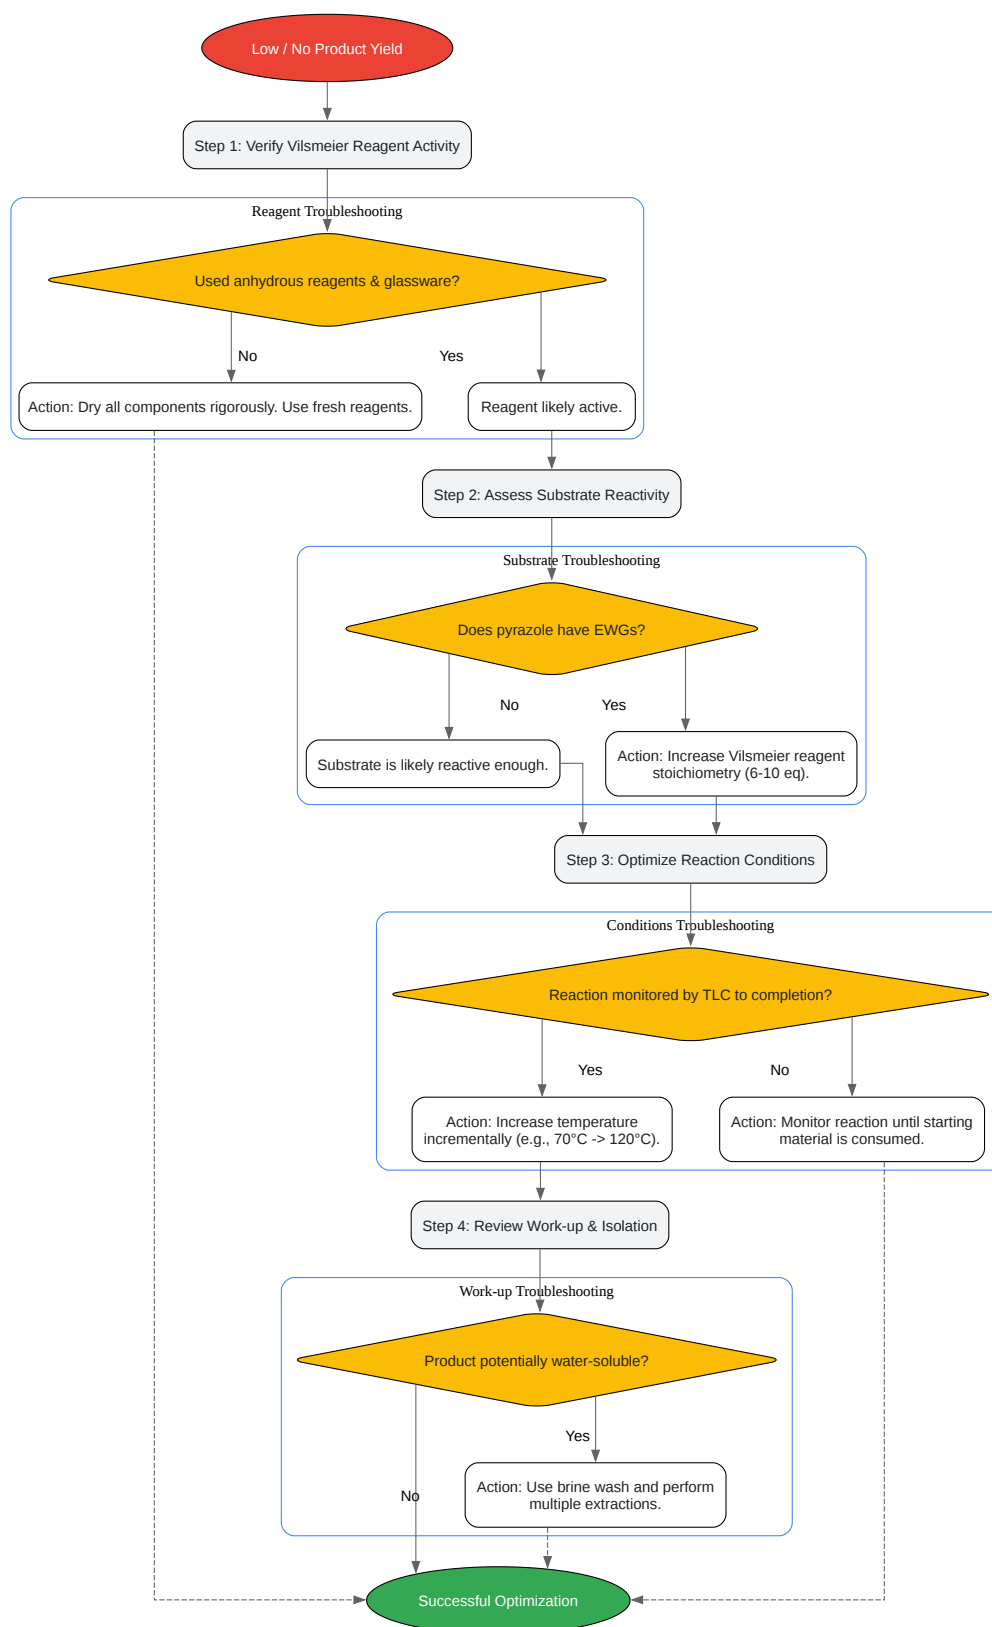 Low / No Product Yield
Step 1: Verify Vilsmeier Reagent Activity
Reagent Troubleshooting
Used anhydrous reagents & glassware?
No
Yes
Action: Dry all components rigorously. Use fresh reagents.
Reagent likely active.
Step 2: Assess Substrate Reactivity
Substrate Troubleshooting
Does pyrazole have EWGs?
No
Yes
Substrate is likely reactive enough.
Action: Increase Vilsmeier reagent
stoichiometry (6-10 eq).
Step 3: Optimize Reaction Conditions
Conditions Troubleshooting
Reaction monitored by TLC to completion?
Yes
No
Action: Increase temperature
incrementally (e.g., 70°C -> 120°C).
Action: Monitor reaction until starting
material is consumed.
Step 4: Review Work-up & Isolation
Work-up Troubleshooting
Product potentially water-soluble?
Yes
Action: Use brine wash and perform
multiple extractions.
No
Successful Optimization